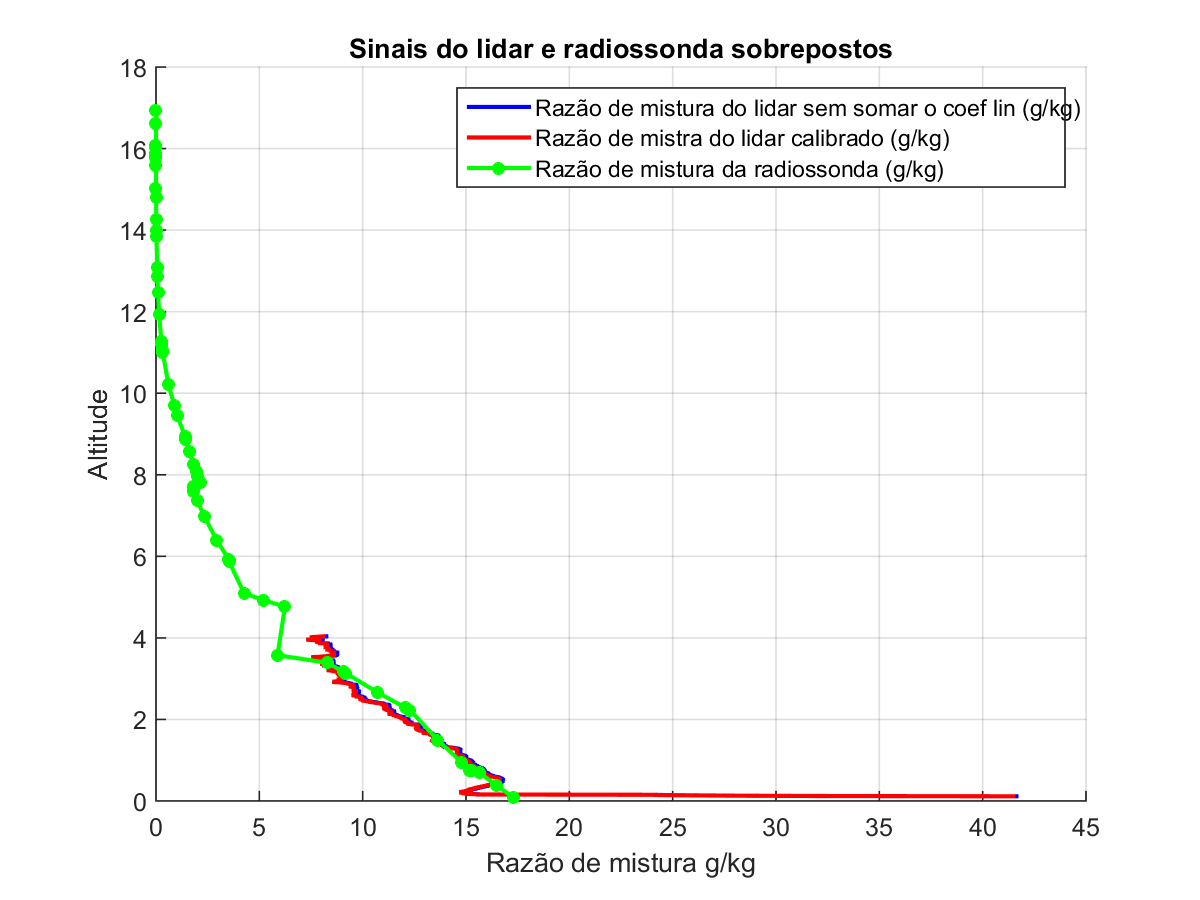 Sinais do lidar e radiossonda sobrepostos
Razão de mistura do lidar sem somar o coef lin (g/kg)
Razão de mistra do lidar calibrado (g/kg)
Razão de mistura da radiossonda (g/kg)
Altitude
18
16
14
12
10
8
6
4
2
0
0 5 10 15 20 25 30 35 40 45
Razão de mistura g/kg